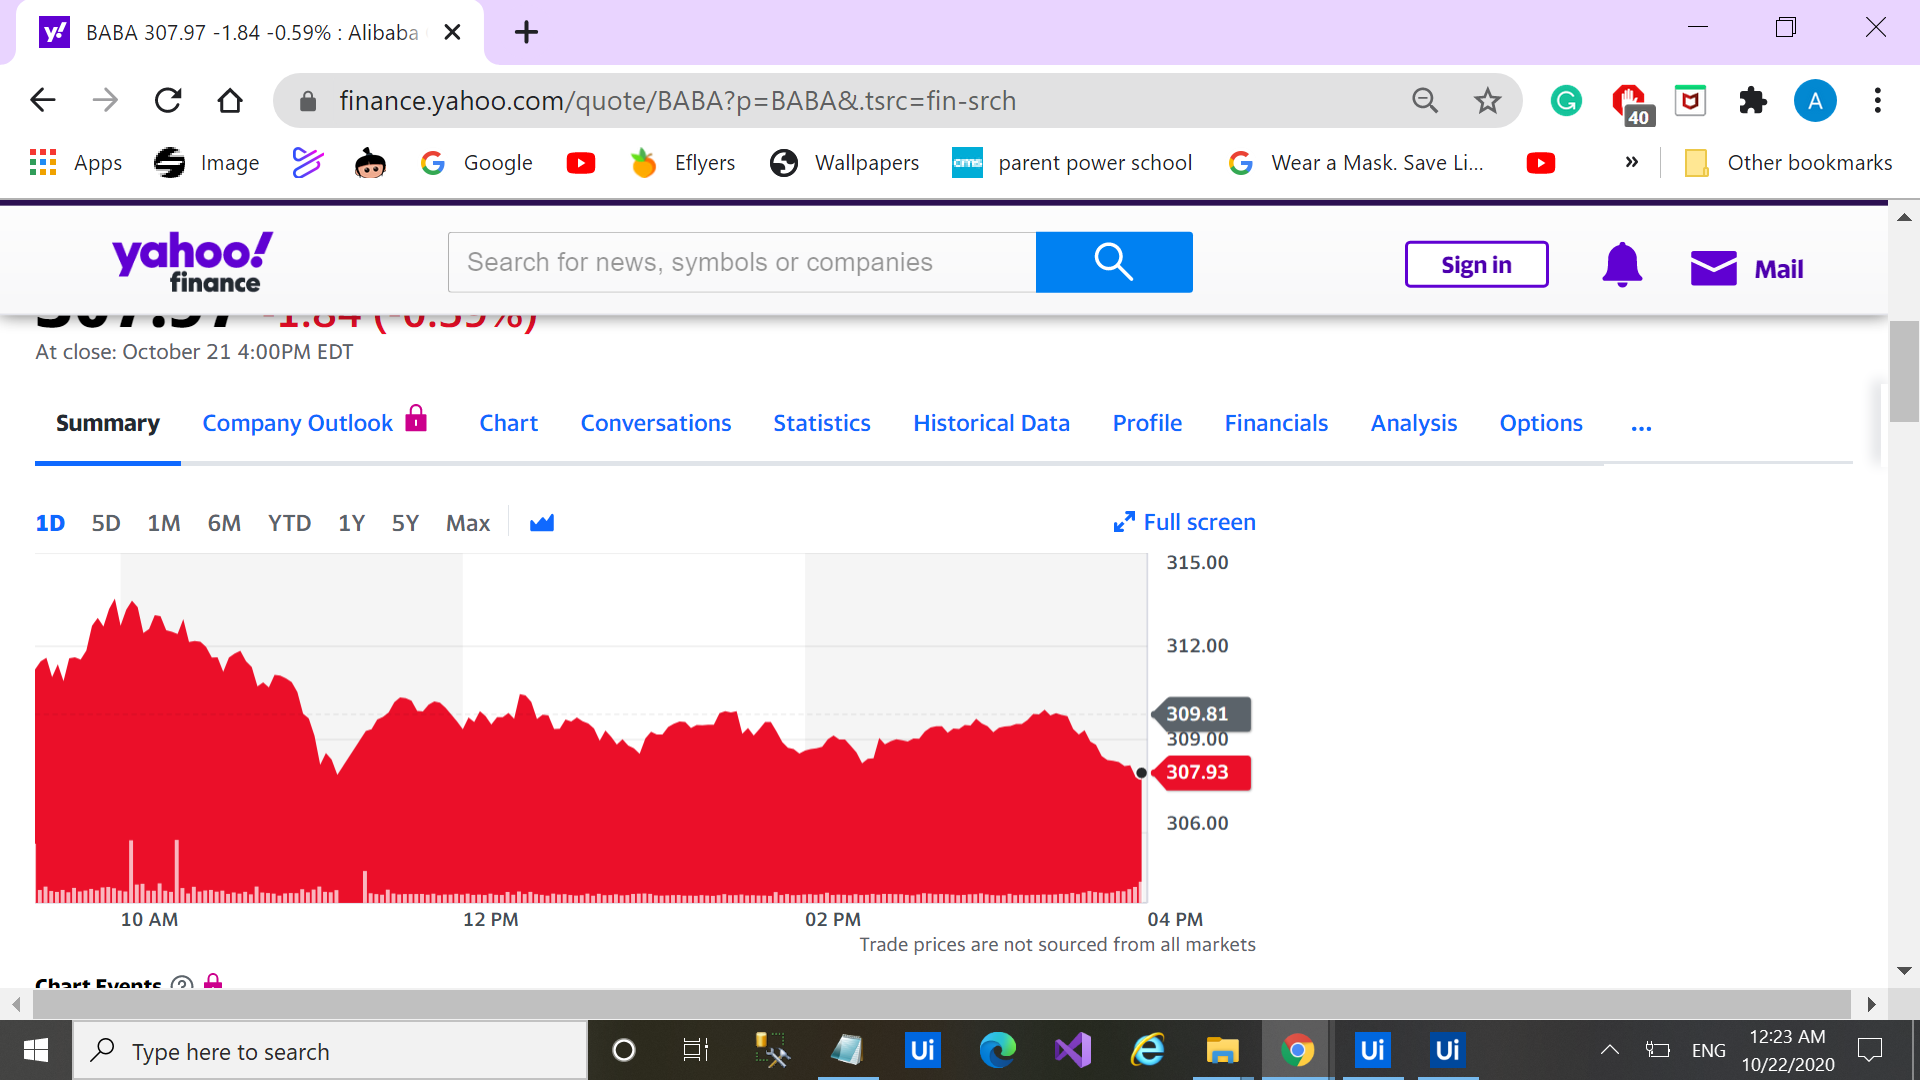 BABA 307.97 -1.84 -0.59% : Alibaba
finance.yahoo.com/quote/BABA?p=BABA&.tsrc=fin-srch
40
A
Apps Image Google Eflyers Wallpapers cms parent power school Wear a Mask. Save Li... » Other bookmarks
yahoo!
finance
Search for news, symbols or companies
Sign in
Mail
307.97 -1.84 (-0.59%)
At close: October 21 4:00PM EDT
Summary Company Outlook Chart Conversations Statistics Historical Data Profile Financials Analysis Options ...
1D 5D 1M 6M YTD 1Y 5Y Max
Full screen
315.00
312.00
309.81
309.00
307.93
306.00
10 AM 12 PM 02 PM 04 PM
Trade prices are not sourced from all markets
Chart Events ?
Type here to search
Ui
Ui
Ui
ENG
12:23 AM
10/22/2020